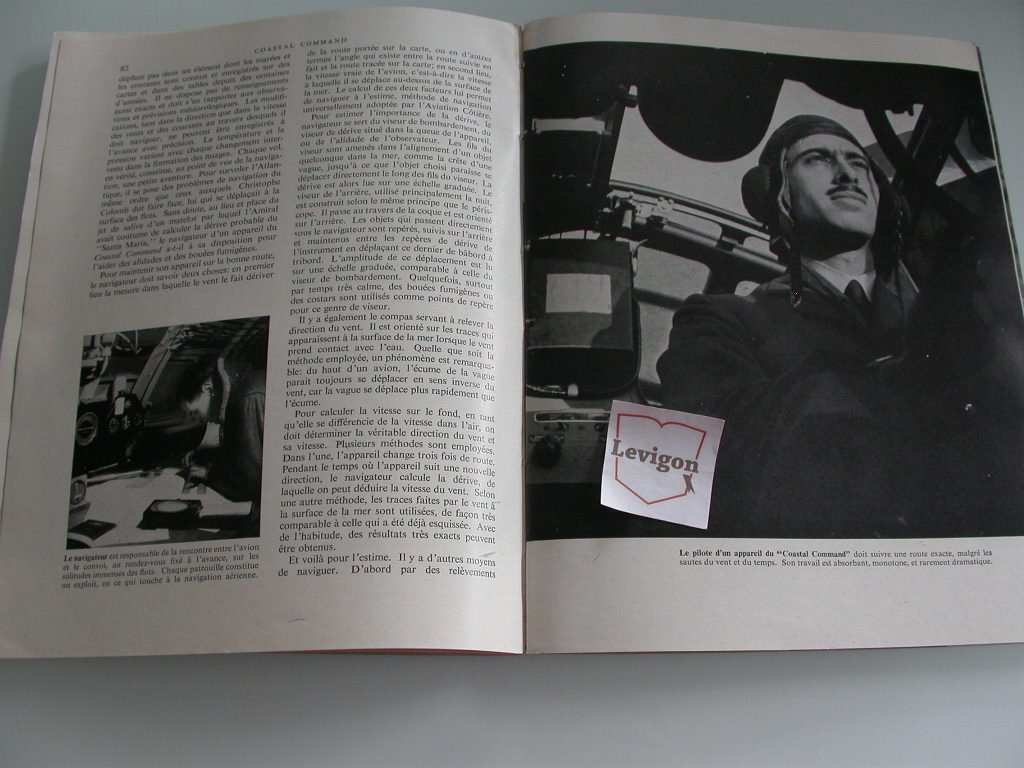 82
COASTAL COMMAND
déplace pas dans un élément dont les marées et
les courants sont connus et enregistrés sur des
cartes et dans des tables depuis des centaines
d'années. Il ne dispose pas de renseignements
aussi exacts et doit s'en rapporter aux observa-
tions et prévisions météorologiques. Les modifi-
cations, tant dans la direction que dans la vitesse
des vents et des courants au travers desquels il
doit naviguer, ne peuvent être enregistrés à
l'avance avec précision. La température et la
pression varient avec chaque changement inter-
venu dans la formation des nuages. Chaque vol,
en vérité, constitue, au point de vue de la naviga-
tion, une petite aventure. Pour survoler l'Atlan-
tique, il se pose des problèmes de navigation du
même ordre que ceux auxquels Christophe
Colomb dut faire face, lui qui se déplaçait à la
surface des flots. Sans doute, au lieu et place du
jet de salive d'un matelot par lequel l'Amiral
avait coutume de calculer la dérive probable du
"Santa Maria," le navigateur d'un appareil du
Coastal Command a-t-il à sa disposition pour
l'aider des alidades et des bouées fumigènes.
Pour maintenir son appareil sur la bonne route,
le navigateur doit savoir deux choses: en premier
lieu la mesure dans laquelle le vent le fait dériver
Le navigateur est responsable de la rencontre entre l'avion
et le convoi, au rendez-vous fixé à l'avance, sur les
solitudes immenses des flots. Chaque patrouille constitue
un exploit, en ce qui touche à la navigation aérienne.
de la route portée sur la carte, ou en d'autres
termes l'angle qui existe entre la route suivie en
fait et la route tracée sur la carte; en second lieu,
la vitesse vraie de l'avion, c'est-à-dire la vitesse
à laquelle il se déplace au-dessus de la surface de
la mer. Le calcul de ces deux facteurs lui permet
de naviguer à l'estime, méthode de navigation
universellement adoptée par l'Aviation Côtière.
Pour estimer l'importance de la dérive, le
navigateur se sert du viseur de bombardement, du
viseur de dérive situé dans la queue de l'appareil,
ou de l'alidade de l'observateur. Les fils du
viseur sont amenés dans l'alignement d'un objet
quelconque dans la mer, comme la crête d'une
vague, jusqu'à ce que l'objet choisi paraisse se
déplacer directement le long des fils du viseur. La
dérive est alors lue sur une échelle graduée. Le
viseur de l'arrière, utilisé principalement la nuit,
est construit selon le même principe que le péris-
cope. Il passe au travers de la coque et est orienté
sur l'arrière. Les objets qui passent directement
sous le navigateur sont repérés, suivis sur l'arrière
et maintenus entre les repères de dérive de
l'instrument en déplaçant ce dernier de bâbord à
tribord. L'amplitude de ce déplacement est lu
sur une échelle graduée, comparable à celle du
viseur de bombardement. Quelquefois, surtout
par temps très calme, des bouées fumigènes ou
des costars sont utilisés comme points de repère
pour ce genre de viseur.
Il y a également le compas servant à relever la
direction du vent. Il est orienté sur les traces qui
apparaissent à la surface de la mer lorsque le vent
prend contact avec l'eau. Quelle que soit la
méthode employée, un phénomène est remarqua-
ble: du haut d'un avion, l'écume de la vague
parait toujours se déplacer en sens inverse du
vent, car la vague se déplace plus rapidement que
l'écume.
Pour calculer la vitesse sur le fond, en tant
qu'elle se différencie de la vitesse dans l'air, on
doit déterminer la véritable direction du vent et
sa vitesse. Plusieurs méthodes sont employées.
Dans l'une, l'appareil change trois fois de route.
Pendant le temps où l'appareil suit une nouvelle
direction, le navigateur calcule la dérive, de
laquelle on peut déduire la vitesse du vent. Selon
une autre méthode, les traces faites par le vent à
la surface de la mer sont utilisées, de façon très
comparable à celle qui a été déjà esquissée. Avec
de l'habitude, des résultats très exacts peuvent
être obtenus.
Et voilà pour l'estime. Il y a d'autres moyens
de naviguer. D'abord par des relèvements
Levigon
Le pilote d'un appareil du "Coastal Command" doit suivre une route exacte, malgré les
sautes du vent et du temps. Son travail est absorbant, monotone, et rarement dramatique.